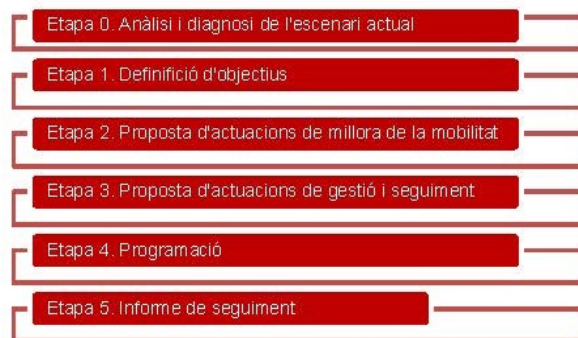 Etapa 0. Anàlisi i diagnosi de l'escenari actual
Etapa 1. Definifició d'objectius
Etapa 2. Proposta d'actuacions de millora de la mobilitat
Etapa 3. Proposta d'actuacions de gestió i seguiment
Etapa 4. Programació
Etapa 5. Informe de seguiment